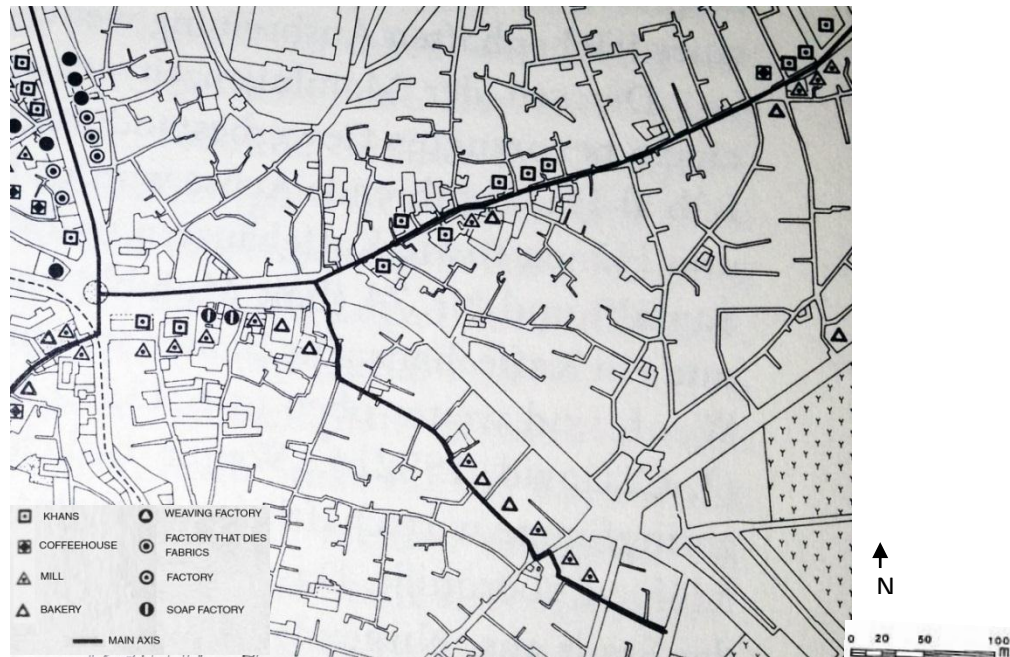 KHANS
COFFEEHOUSE
MILL
BAKERY
WEAVING FACTORY
FACTORY THAT DIES
FABRICS
FACTORY
SOAP FACTORY
MAIN AXIS
N
0 20 50 100
m